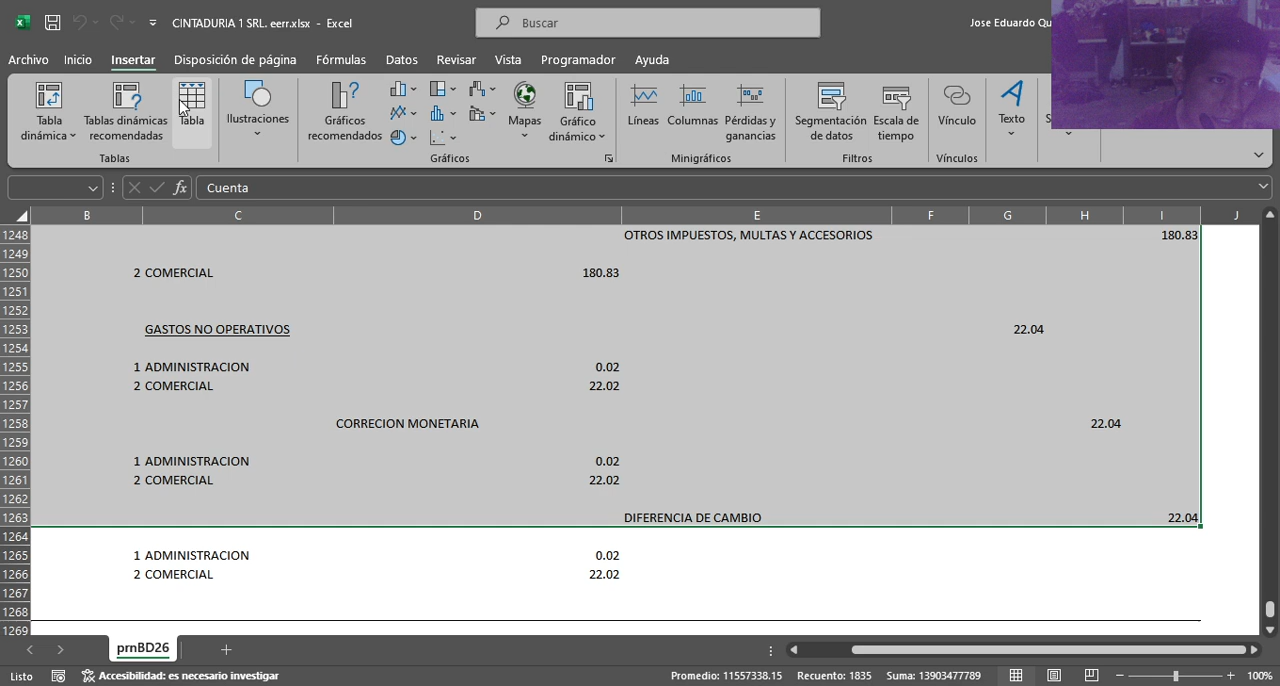 CINTADURIA 1 SRL. eerr.xlsx - Excel
Buscar
Jose Eduardo Qu
Archivo Inicio Insertar Disposición de página Fórmulas Datos Revisar Vista Programador Ayuda
Tabla dinámica
Tablas dinámicas recomendadas
Tabla
Ilustraciones
Gráficos recomendados
Mapas
Gráfico dinámico
Líneas
Columnas
Pérdidas y ganancias
Segmentación de datos
Escala de tiempo
Vínculo
Texto
Tablas Gráficos Minigráficos Filtros Vínculos
fx Cuenta
B C D E F G H I J
1248 OTROS IMPUESTOS, MULTAS Y ACCESORIOS 180.83
1249
1250 2 COMERCIAL 180.83
1251
1252
1253 GASTOS NO OPERATIVOS 22.04
1254
1255 1 ADMINISTRACION 0.02
1256 2 COMERCIAL 22.02
1257
1258 CORRECION MONETARIA 22.04
1259
1260 1 ADMINISTRACION 0.02
1261 2 COMERCIAL 22.02
1262
1263 DIFERENCIA DE CAMBIO 22.04
1264
1265 1 ADMINISTRACION 0.02
1266 2 COMERCIAL 22.02
1267
1268
1269
prnBD26
Listo Accesibilidad: es necesario investigar Promedio: 11557338.15 Recuento: 1835 Suma: 13903477789 100%